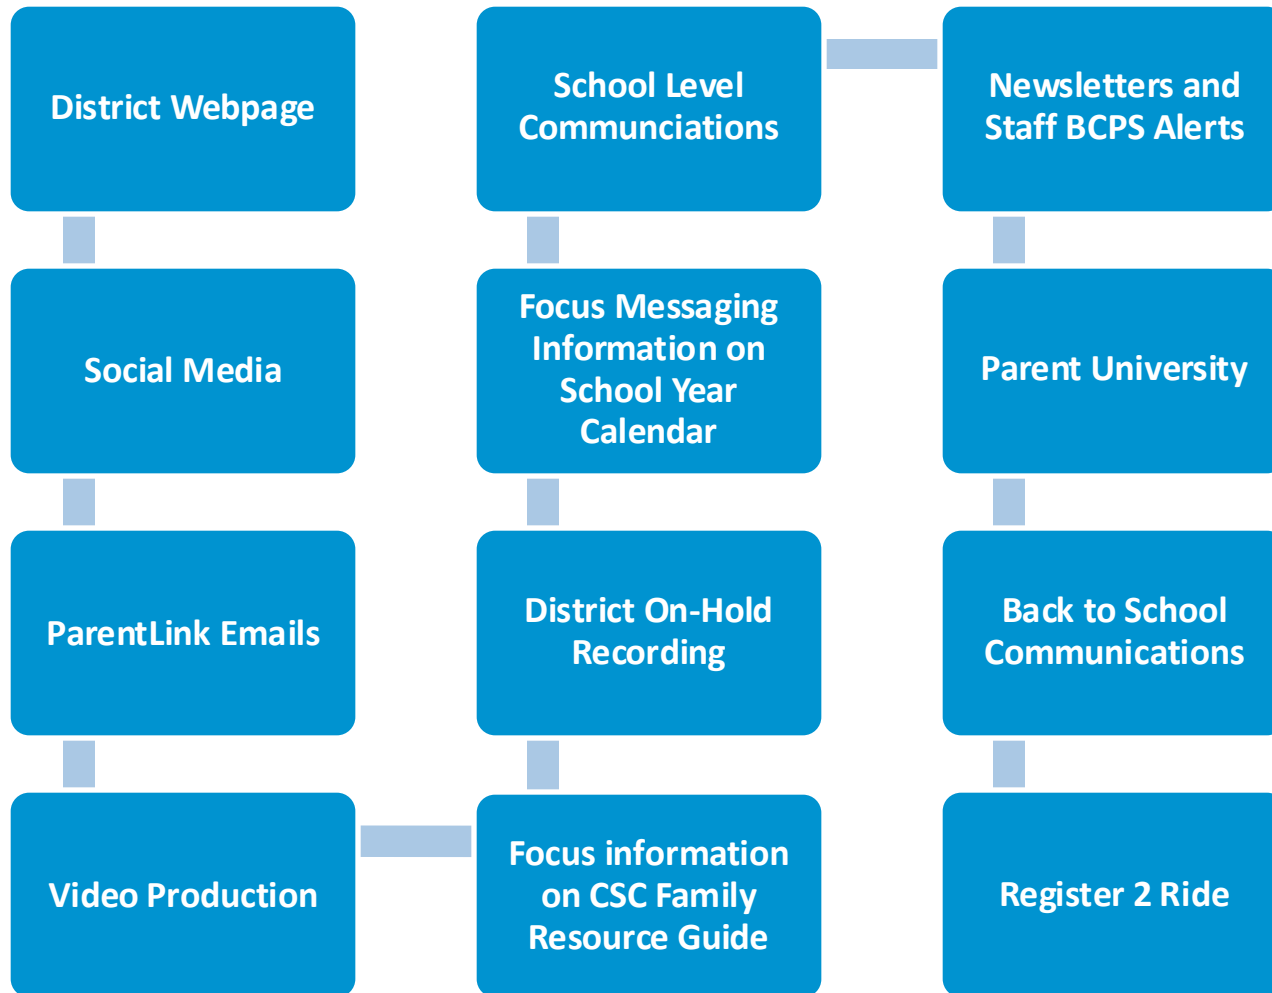 District Webpage
Social Media
ParentLink Emails
Video Production
Focus information
on CSC Family
Resource Guide
District On-Hold
Recording
Focus Messaging
Information on
School Year
Calendar
School Level
Communciations
Newsletters and
Staff BCPS Alerts
Parent University
Back to School
Communications
Register 2 Ride